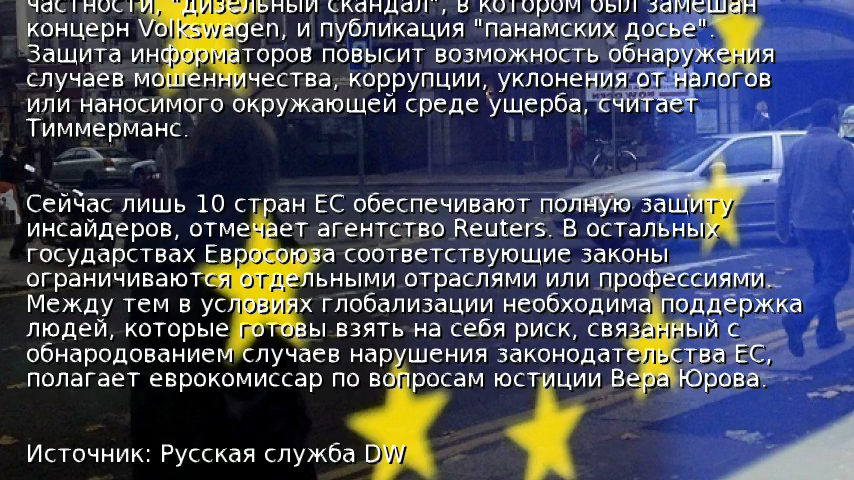 частности, "дизельный скандал", в котором был замешан
концерн Volkswagen, и публикация "панамских досье".
Защита информаторов повысит возможность обнаружения
случаев мошенничества, коррупции, уклонения от налогов
или наносимого окружающей среде ущерба, считает
Тиммерманс.
Сейчас лишь 10 стран ЕС обеспечивают полную защиту
инсайдеров, отмечает агентство Reuters. В остальных
государствах Евросоюза соответствующие законы
ограничиваются отдельными отраслями или профессиями.
Между тем в условиях глобализации необходима поддержка
людей, которые готовы взять на себя риск, связанный с
обнародованием случаев нарушения законодательства ЕС,
полагает еврокомиссар по вопросам юстиции Вера Юрова.
Источник: Русская служба DW